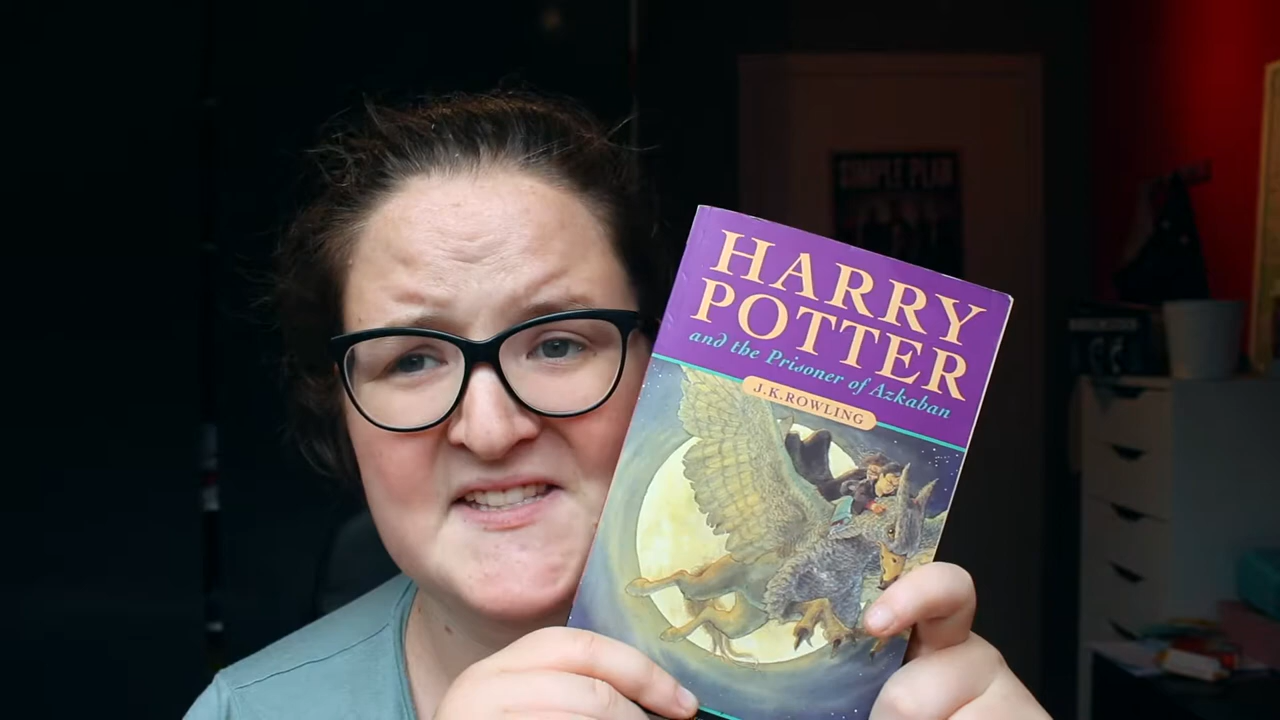 SIMPLE PLAN
HARRY
POTTER
and the Prisoner of Azkaban
J.K.ROWLING